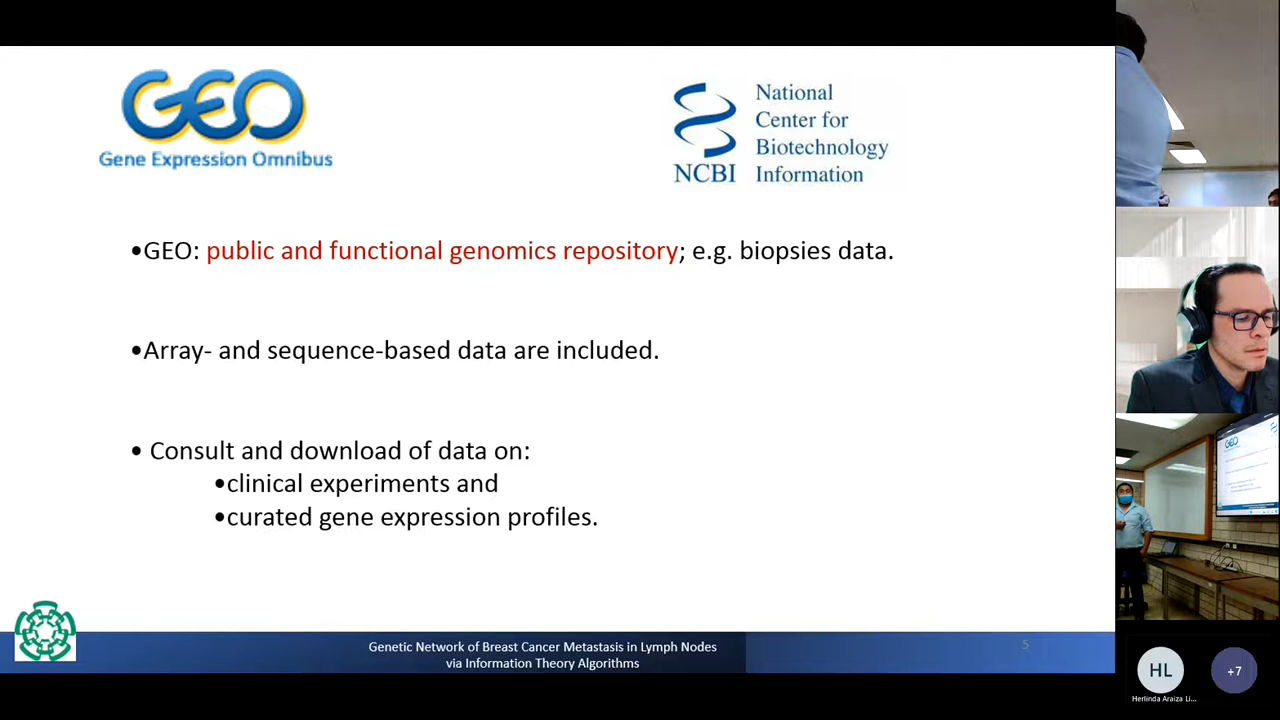 GEO
Gene Expression Omnibus
NCBI
National
Center for
Biotechnology
Information
•GEO: public and functional genomics repository; e.g. biopsies data.
•Array- and sequence-based data are included.
• Consult and download of data on:
•clinical experiments and
•curated gene expression profiles.
Genetic Network of Breast Cancer Metastasis in Lymph Nodes
via Information Theory Algorithms
5
GEO
HL
+7
Herlinda Araiza Li...